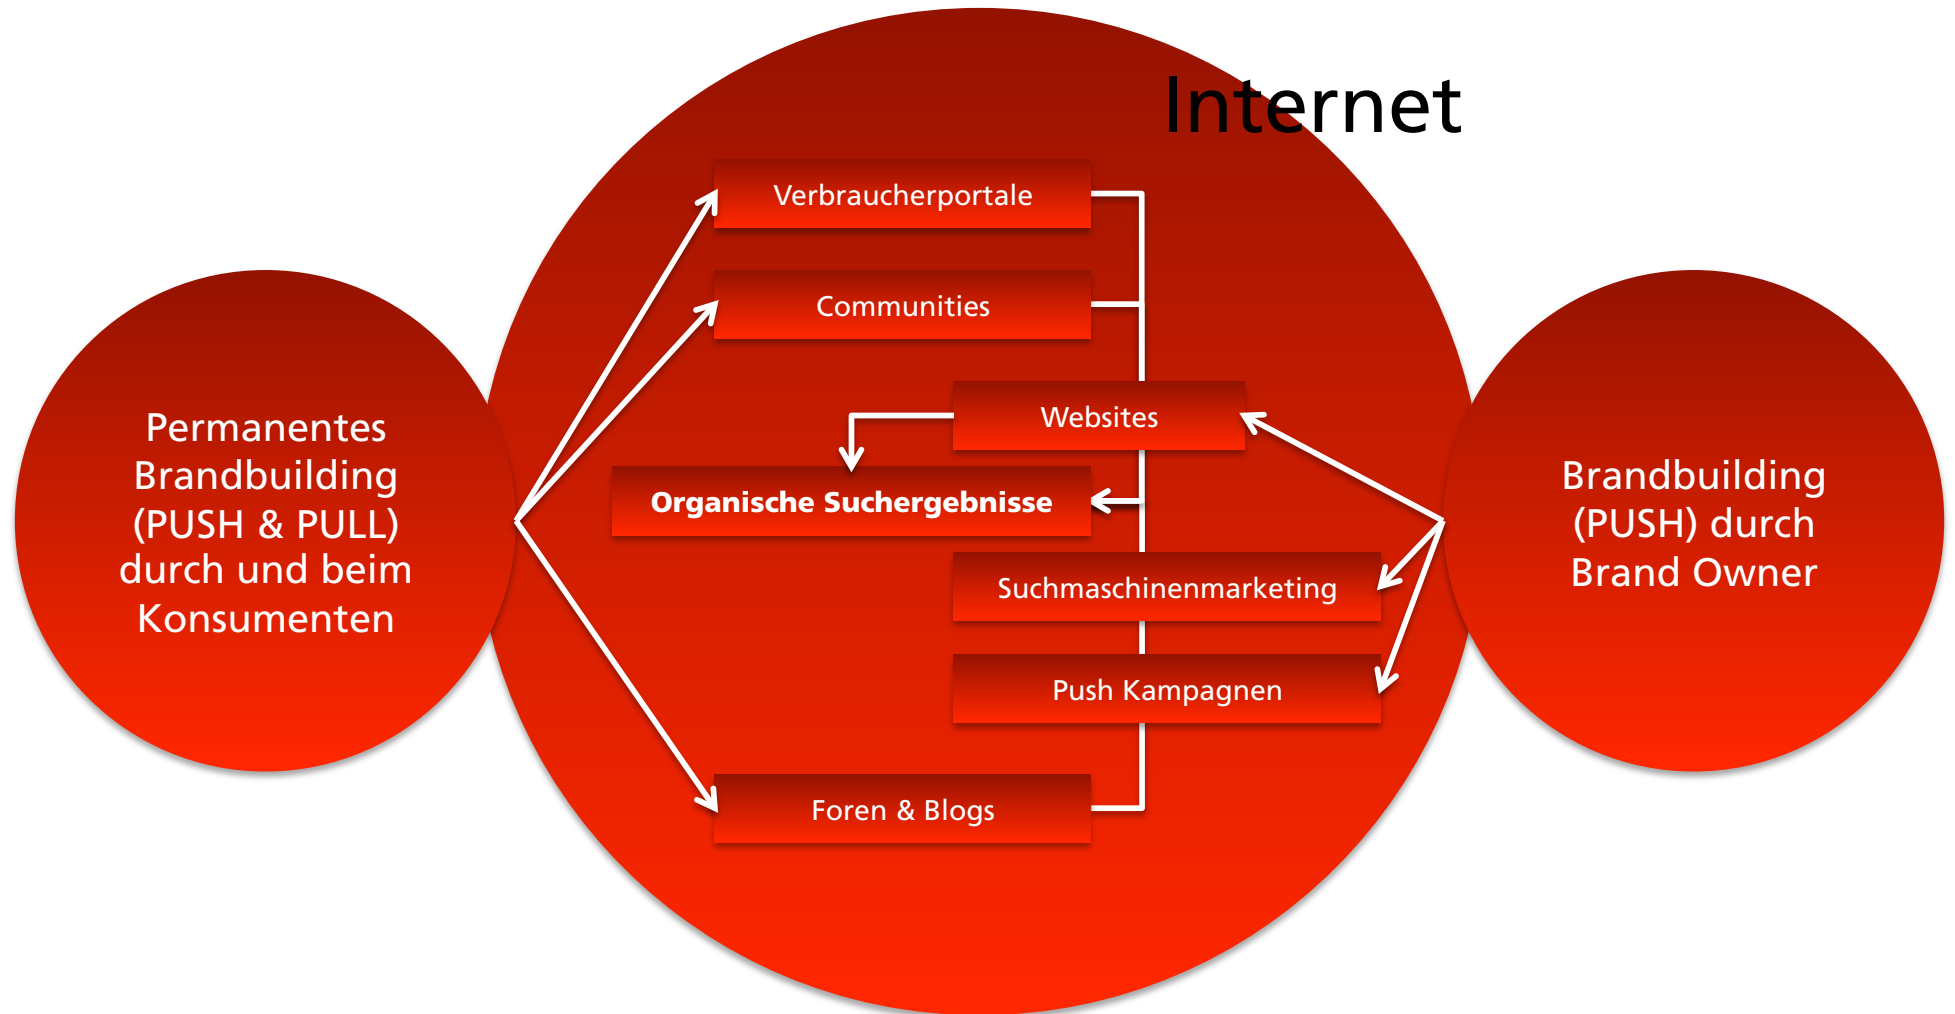 Internet
Verbraucherportale
Communities
Websites
Organische Suchergebnisse
Suchmaschinenmarketing
Push Kampagnen
Foren & Blogs
Permanentes
Brandbuilding
(PUSH & PULL)
durch und beim
Konsumenten
Brandbuilding
(PUSH) durch
Brand Owner